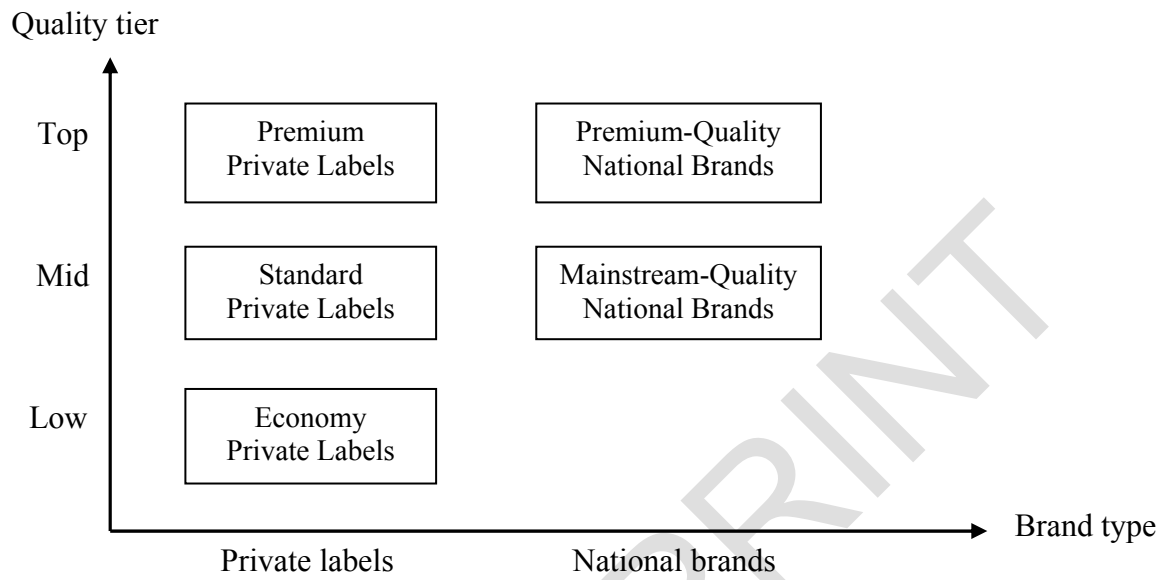 Quality tier
Top
Premium
Private Labels
Premium-Quality
National Brands
Mid
Standard
Private Labels
Mainstream-Quality
National Brands
Low
Economy
Private Labels
Brand type
Private labels
National brands
PRINT